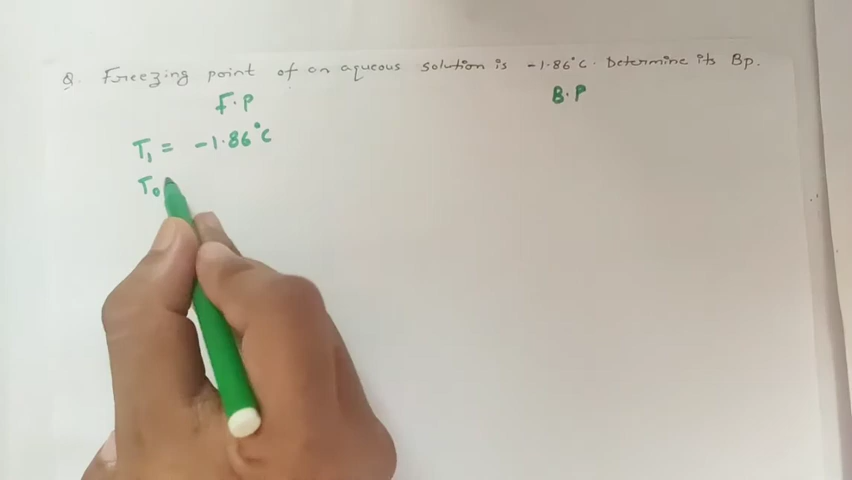 Q. Freezing point of an aqueous solution is -1.86°C. Determine its Bp.
F.P B.P
T₁ = -1.86°C
T₀